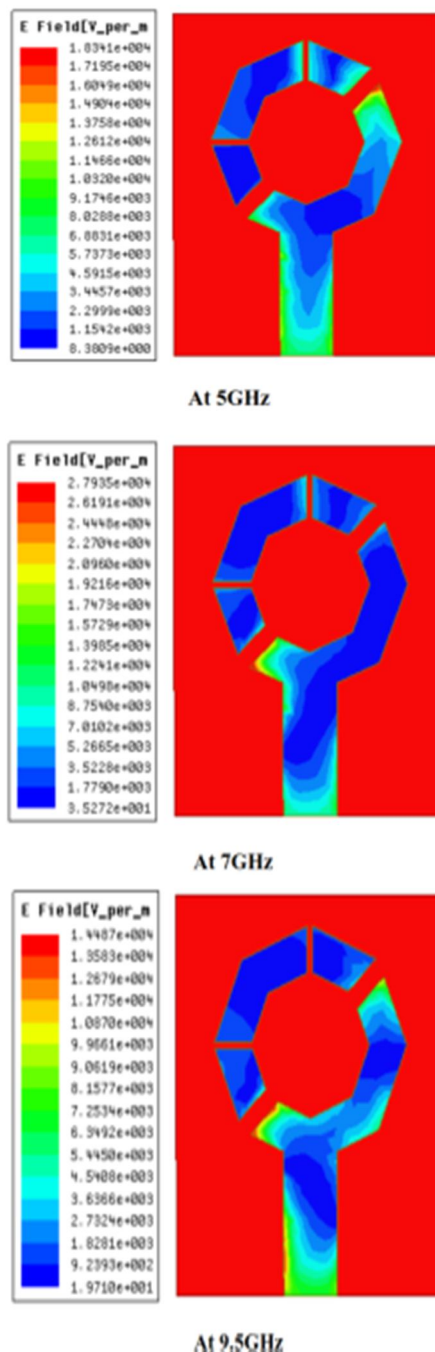 E Field[V_per_m
1.8341e+004
1.7195e+004
1.6049e+004
1.4904e+004
1.3758e+004
1.2612e+004
1.1466e+004
1.0320e+004
9.1746e+003
8.0288e+003
6.8831e+003
5.7373e+003
4.5915e+003
3.4457e+003
2.2999e+003
1.1542e+003
8.3809e+000
At 5GHz
E Field[V_per_m
2.7935e+004
2.6191e+004
2.4448e+004
2.2704e+004
2.0960e+004
1.9216e+004
1.7473e+004
1.5729e+004
1.3985e+004
1.2241e+004
1.0498e+004
8.7540e+003
7.0102e+003
5.2665e+003
3.5228e+003
1.7790e+003
3.5272e+001
At 7GHz
E Field[V_per_m
1.4487e+004
1.3583e+004
1.2679e+004
1.1775e+004
1.0870e+004
9.9661e+003
9.0619e+003
8.1577e+003
7.2534e+003
6.3492e+003
5.4450e+003
4.5408e+003
3.6366e+003
2.7324e+003
1.8281e+003
9.2393e+002
1.9710e+001
At 9.5GHz